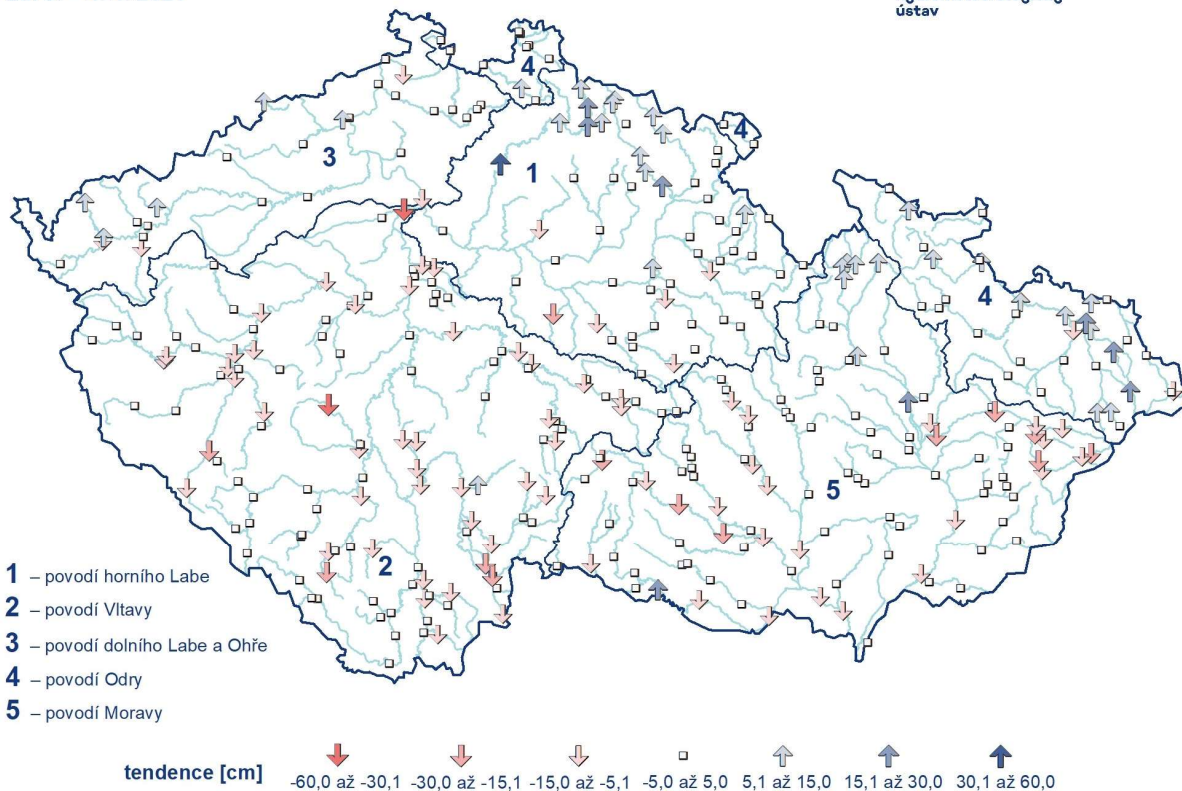 ústav
4
4
3
1
4
5
2
1 – povodí horního Labe
2 – povodí Vltavy
3 – povodí dolního Labe a Ohře
4 – povodí Odry
5 – povodí Moravy
tendence [cm] -60,0 až -30,1 -30,0 až -15,1 -15,0 až -5,1 -5,0 až 5,0 5,1 až 15,0 15,1 až 30,0 30,1 až 60,0